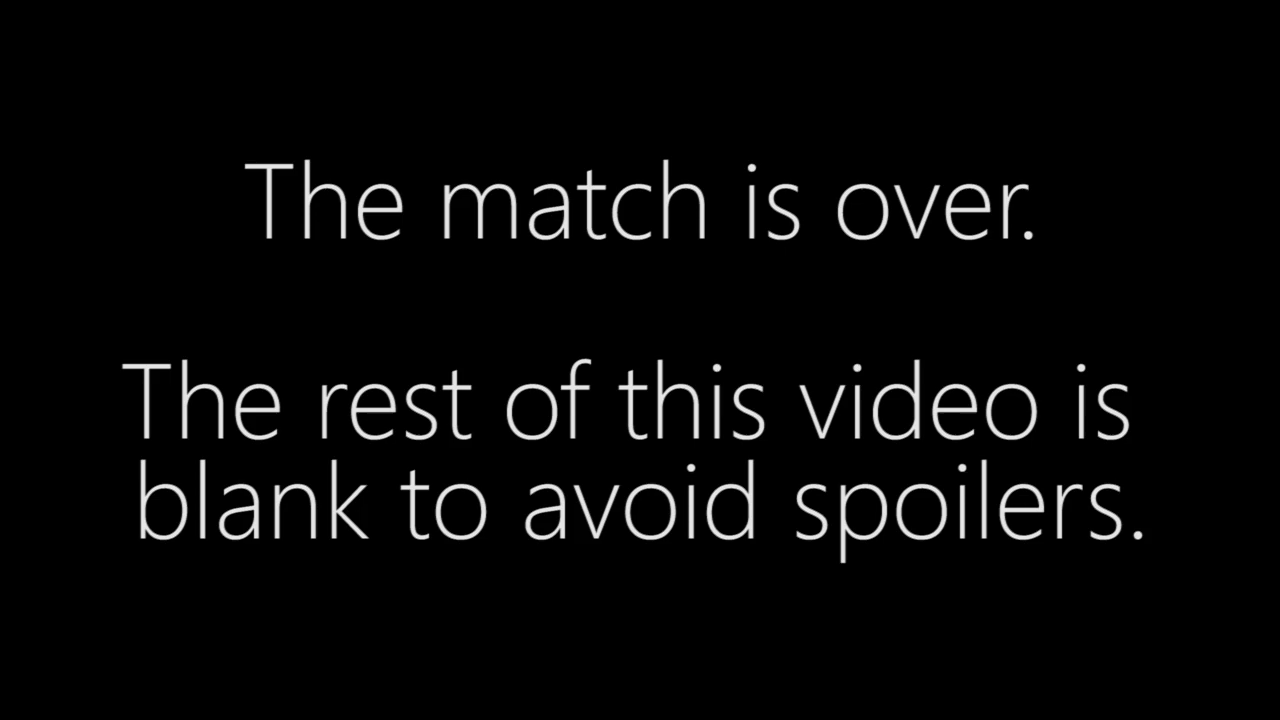 The match is over.
The rest of this video is
blank to avoid spoilers.